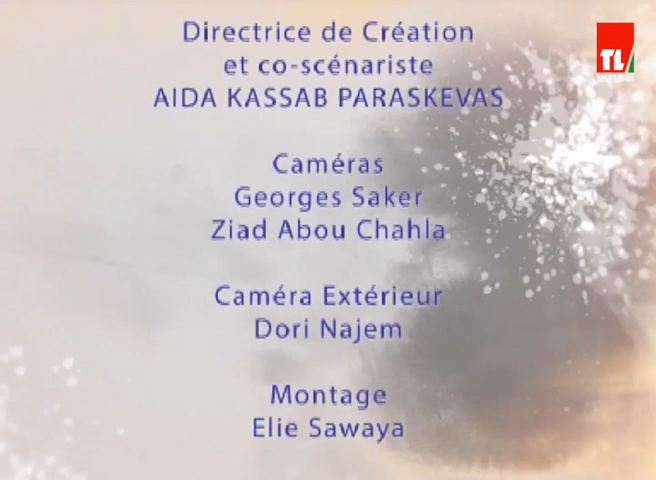 Directrice de Création
et co-scénariste
AIDA KASSAB PARASKEVAS
Caméras
Georges Saker
Ziad Abou Chahla
Caméra Extérieur
Dori Najem
Montage
Elie Sawaya
TL